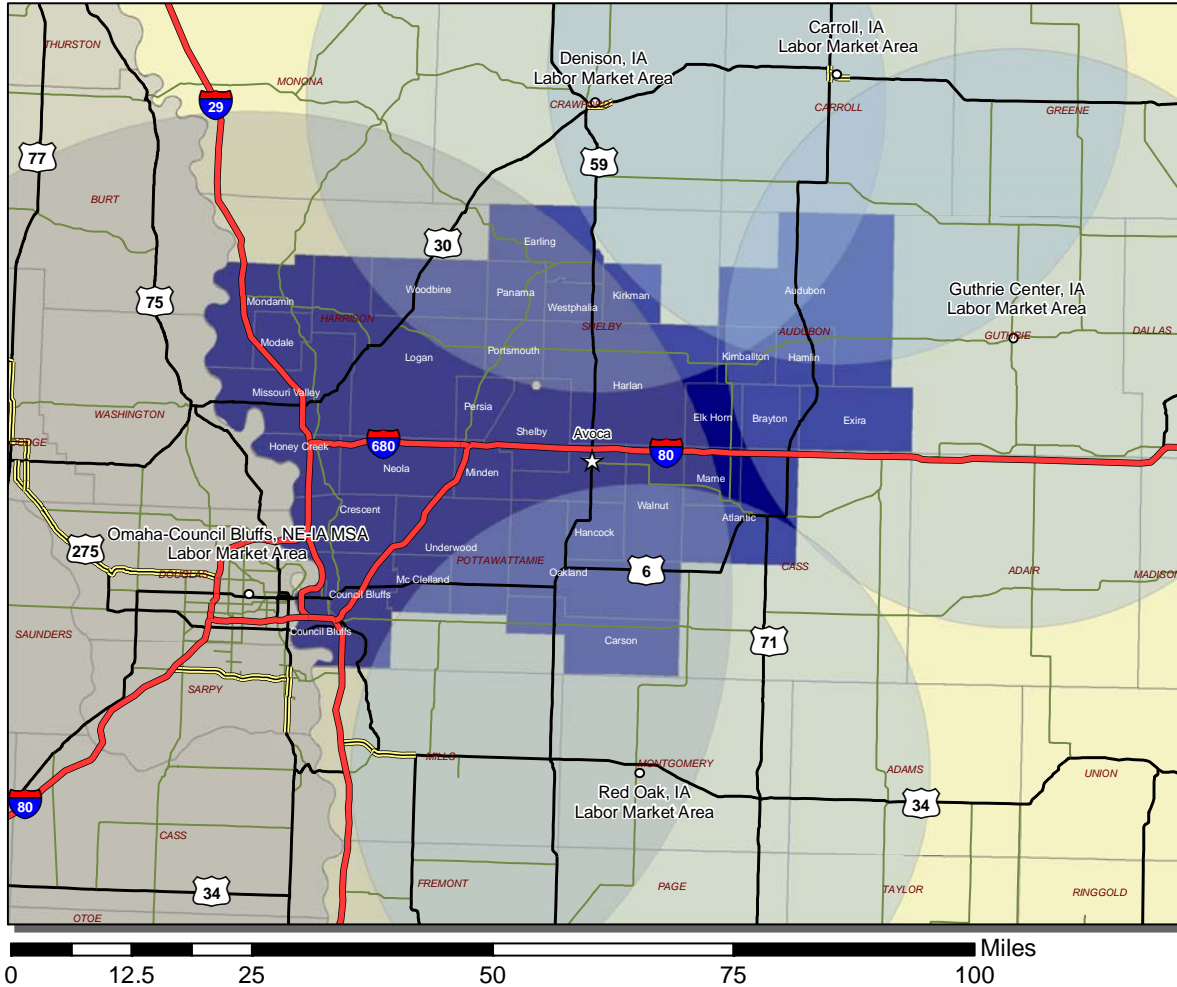 Carroll, IA
Labor Market Area
Denison, IA
Labor Market Area
THURSTON
MONONA
29
CRAWFORD
CARROLL
GREENE
77
59
BURT
30
Earling
75
Mondamin
Woodbine
Panama
Westphalia
Kirkman
Audubon
Guthrie Center, IA
Labor Market Area
HARRISON
SHELBY
AUDUBON
GUTHRIE
DALLAS
Modale
Logan
Portsmouth
Kimballton
Hamlin
Missouri Valley
Harlan
WASHINGTON
Persia
Elk Horn
Brayton
Exira
Shelby
Avoca
DODGE
Honey Creek
680
80
Neola
Minden
Marne
Crescent
Walnut
Atlantic
Omaha-Council Bluffs, NE-IA MSA
Labor Market Area
275
Hancock
Underwood
POTTAWATTAMIE
Oakland
6
CASS
ADAIR
MADISON
DOUGLAS
Mc Clelland
Council Bluffs
SAUNDERS
Council Bluffs
Carson
71
SARPY
MILLS
MONTGOMERY
ADAMS
UNION
Red Oak, IA
Labor Market Area
80
34
CASS
FREMONT
PAGE
TAYLOR
RINGGOLD
34
OTOE
Miles
0 12.5 25 50 75 100